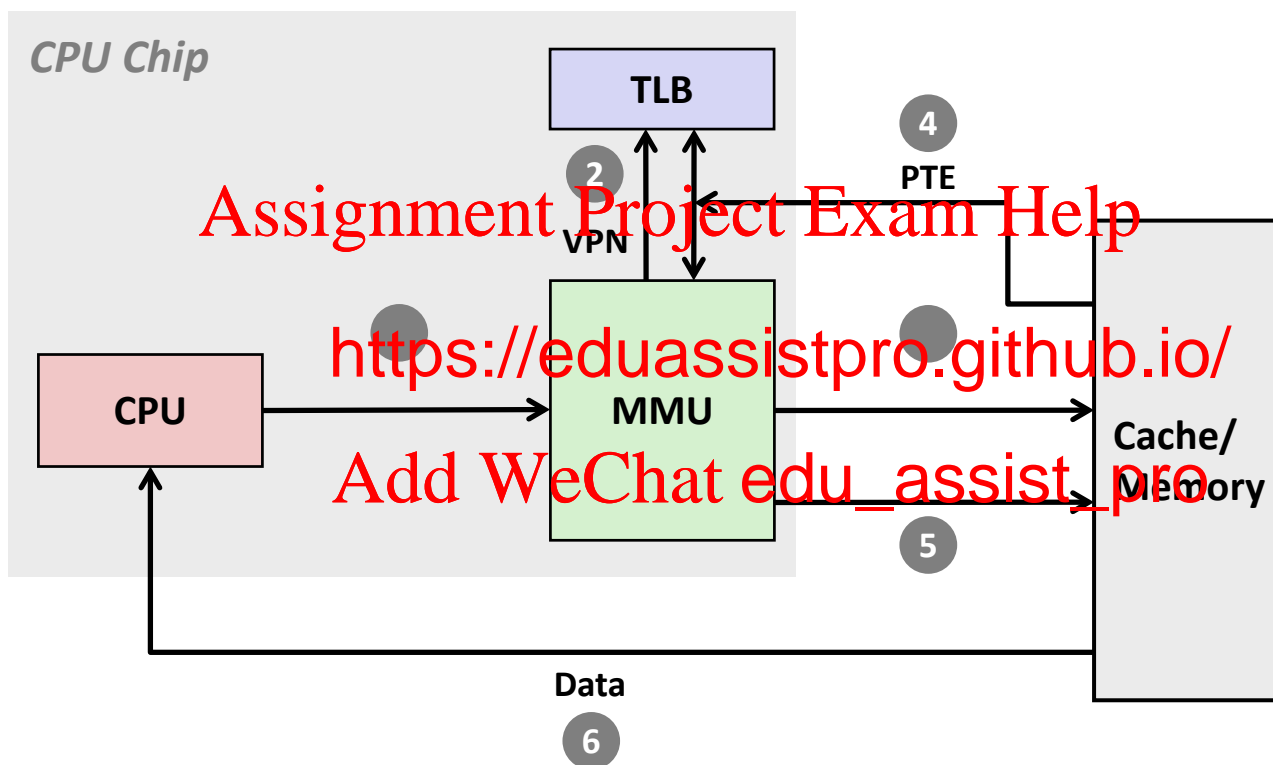 CPU Chip
TLB
4
2
PTE
Assignment Project Exam Help
VPN
https://eduassistpro.github.io/
CPU
MMU
Cache/
Memory
Add WeChat edu_assist_pro
5
Data
6